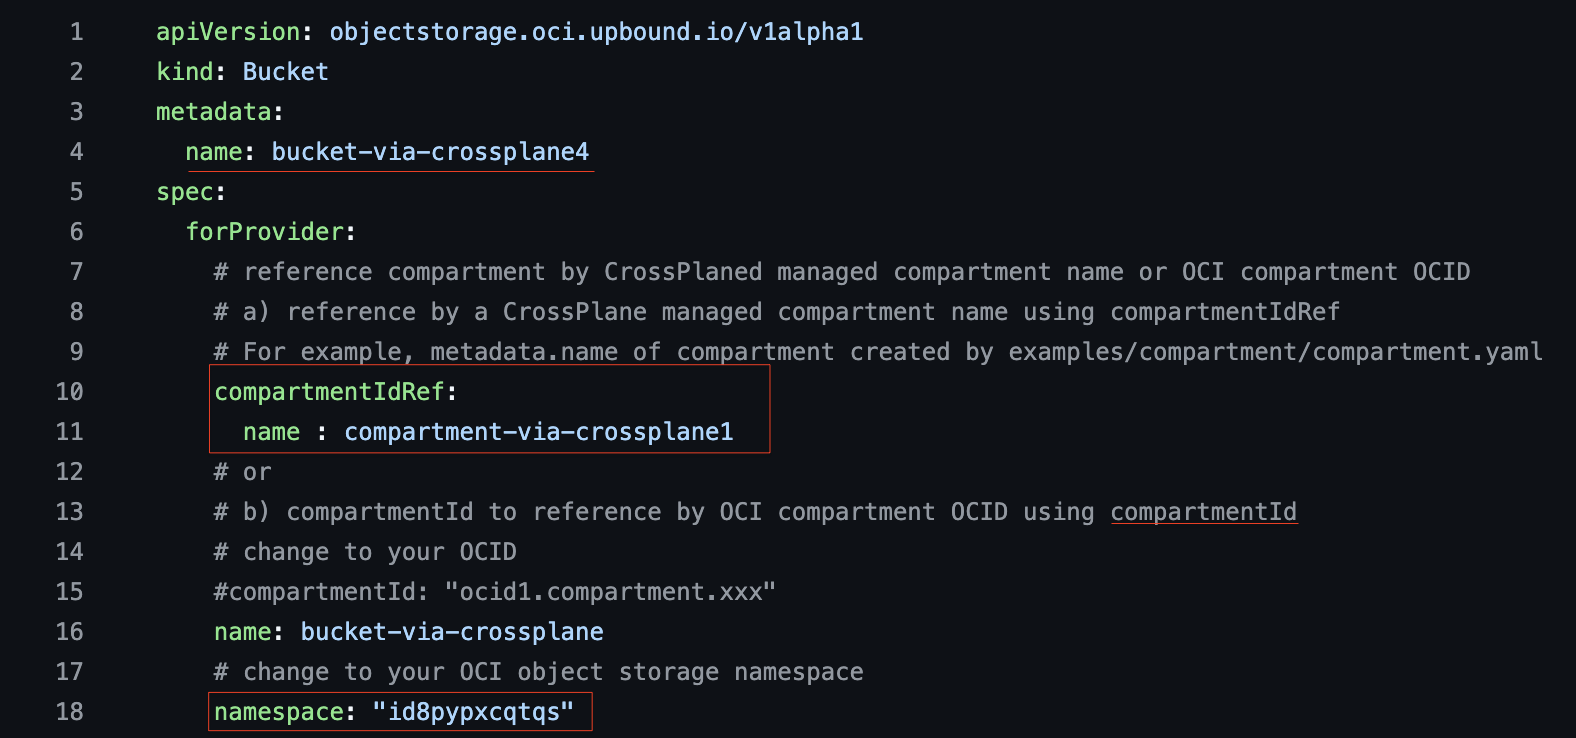 1 apiVersion: objectstorage.oci.upbound.io/v1alpha1
2 kind: Bucket
3 metadata:
4   name: bucket-via-crossplane4
5 spec:
6   forProvider:
7     # reference compartment by CrossPlaned managed compartment name or OCI compartment OCID
8     # a) reference by a CrossPlane managed compartment name using compartmentIdRef
9     # For example, metadata.name of compartment created by examples/compartment/compartment.yaml
10     compartmentIdRef:
11       name : compartment-via-crossplane1
12     # or
13     # b) compartmentId to reference by OCI compartment OCID using compartmentId
14     # change to your OCID
15     #compartmentId: "ocid1.compartment.xxx"
16     name: bucket-via-crossplane
17     # change to your OCI object storage namespace
18     namespace: "id8pypxcqtqs"